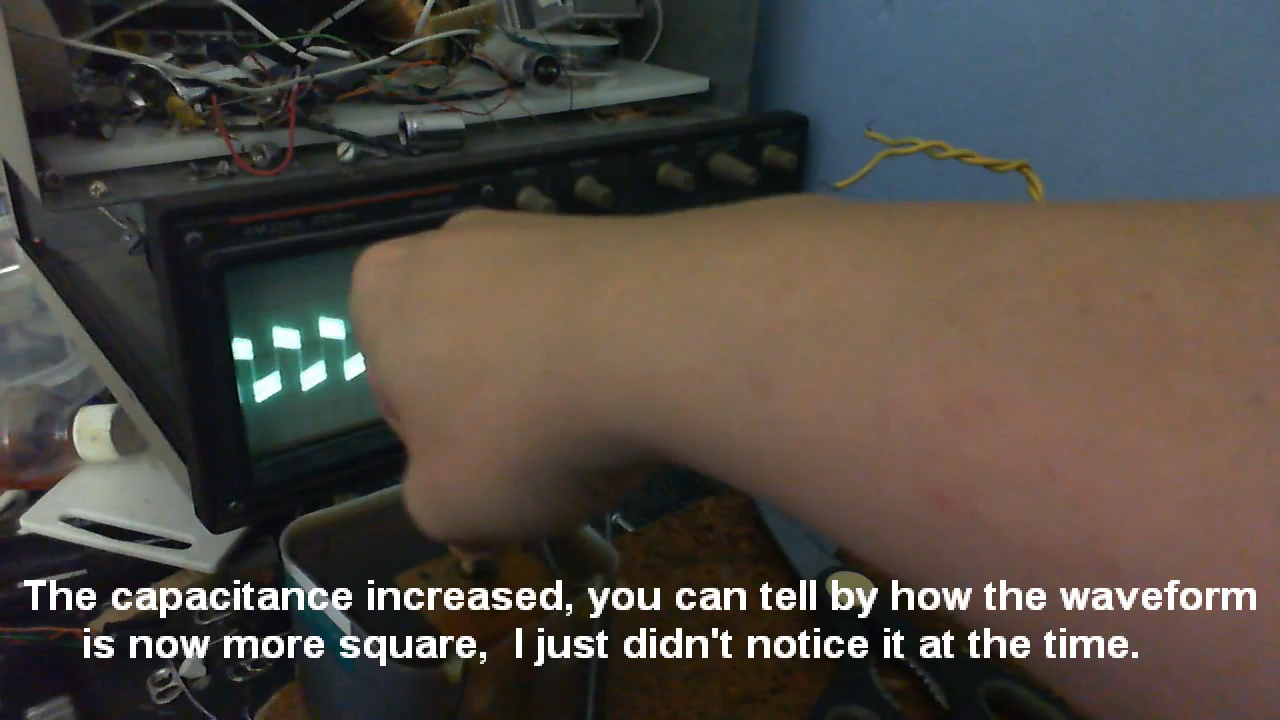 The capacitance increased, you can tell by how the waveform
is now more square,  I just didn't notice it at the time.